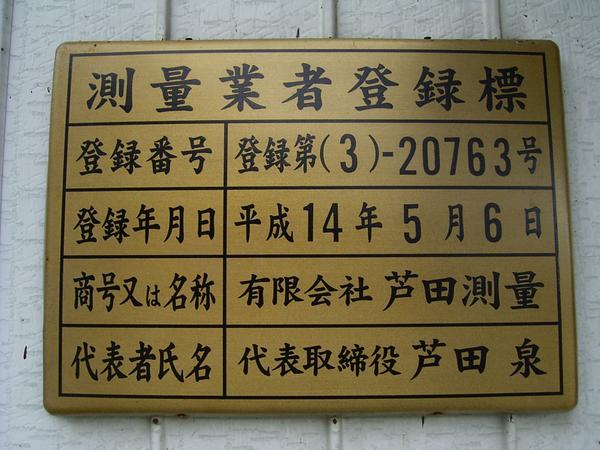 測量業者登録標
登録番号 登録第(3)-20763号
登録年月日 平成14年5月6日
商号又は名称 有限会社 芦田測量
代表者氏名 代表取締役 芦田 泉